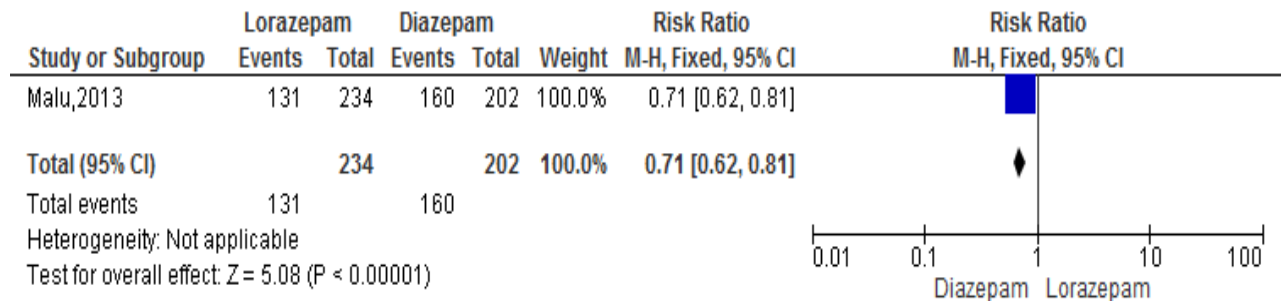 Lorazepam Diazepam Risk Ratio Risk Ratio
Study or Subgroup Events Total Events Total Weight M-H, Fixed, 95% CI M-H, Fixed, 95% CI
Malu,2013 131 234 160 202 100.0% 0.71 [0.62, 0.81]
Total (95% CI) 234 202 100.0% 0.71 [0.62, 0.81]
Total events 131 160
Heterogeneity: Not applicable
Test for overall effect: Z = 5.08 (P < 0.00001)
0.01 0.1 1 10 100
Diazepam Lorazepam